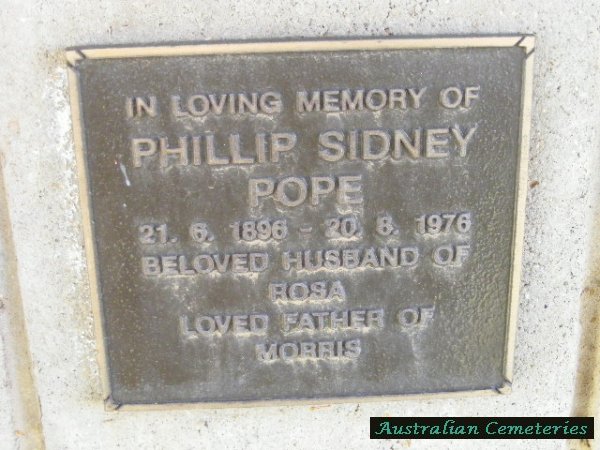 IN LOVING MEMORY OF
PHILLIP SIDNEY
POPE
21. 6. 1896 - 20. 8. 1976
BELOVED HUSBAND OF
ROSA
LOVED FATHER OF
MORRIS
Australian Cemeteries